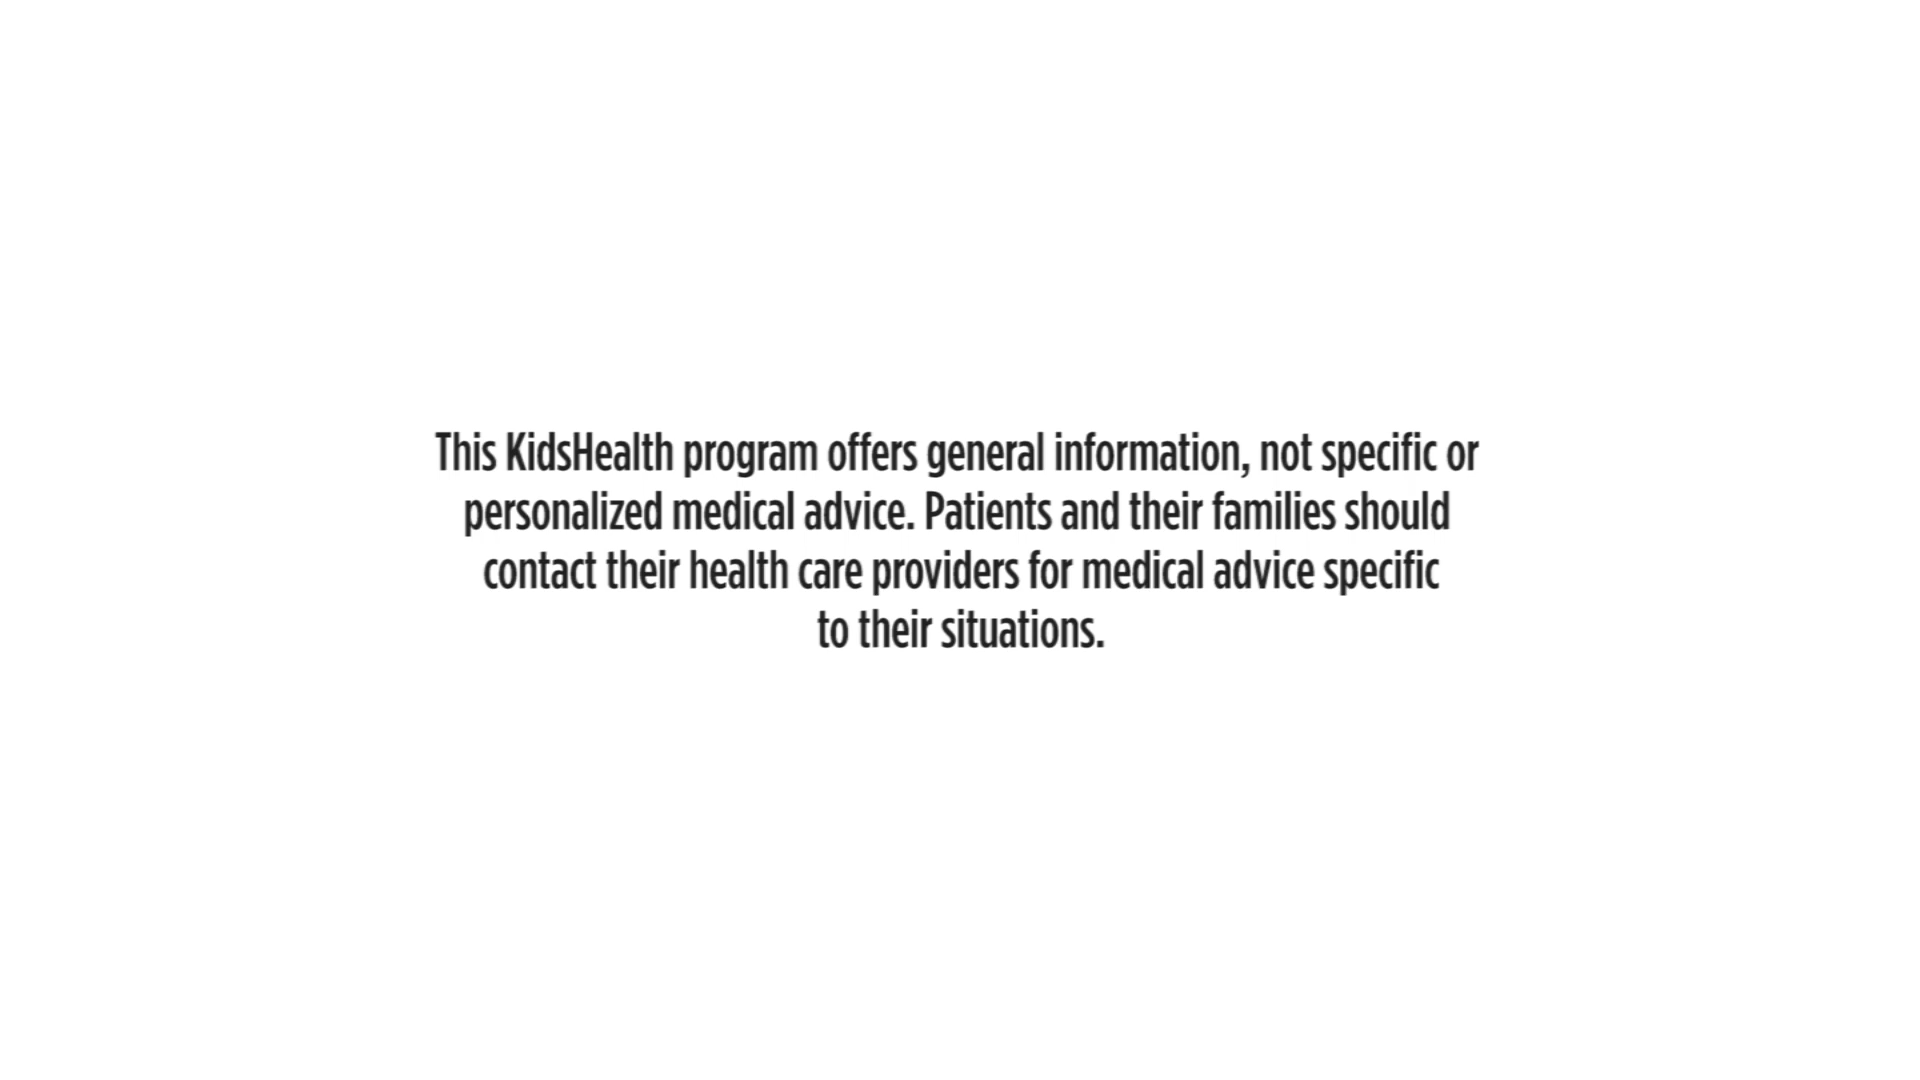 This KidsHealth program offers general information, not specific or
personalized medical advice. Patients and their families should
contact their health care providers for medical advice specific
to their situations.